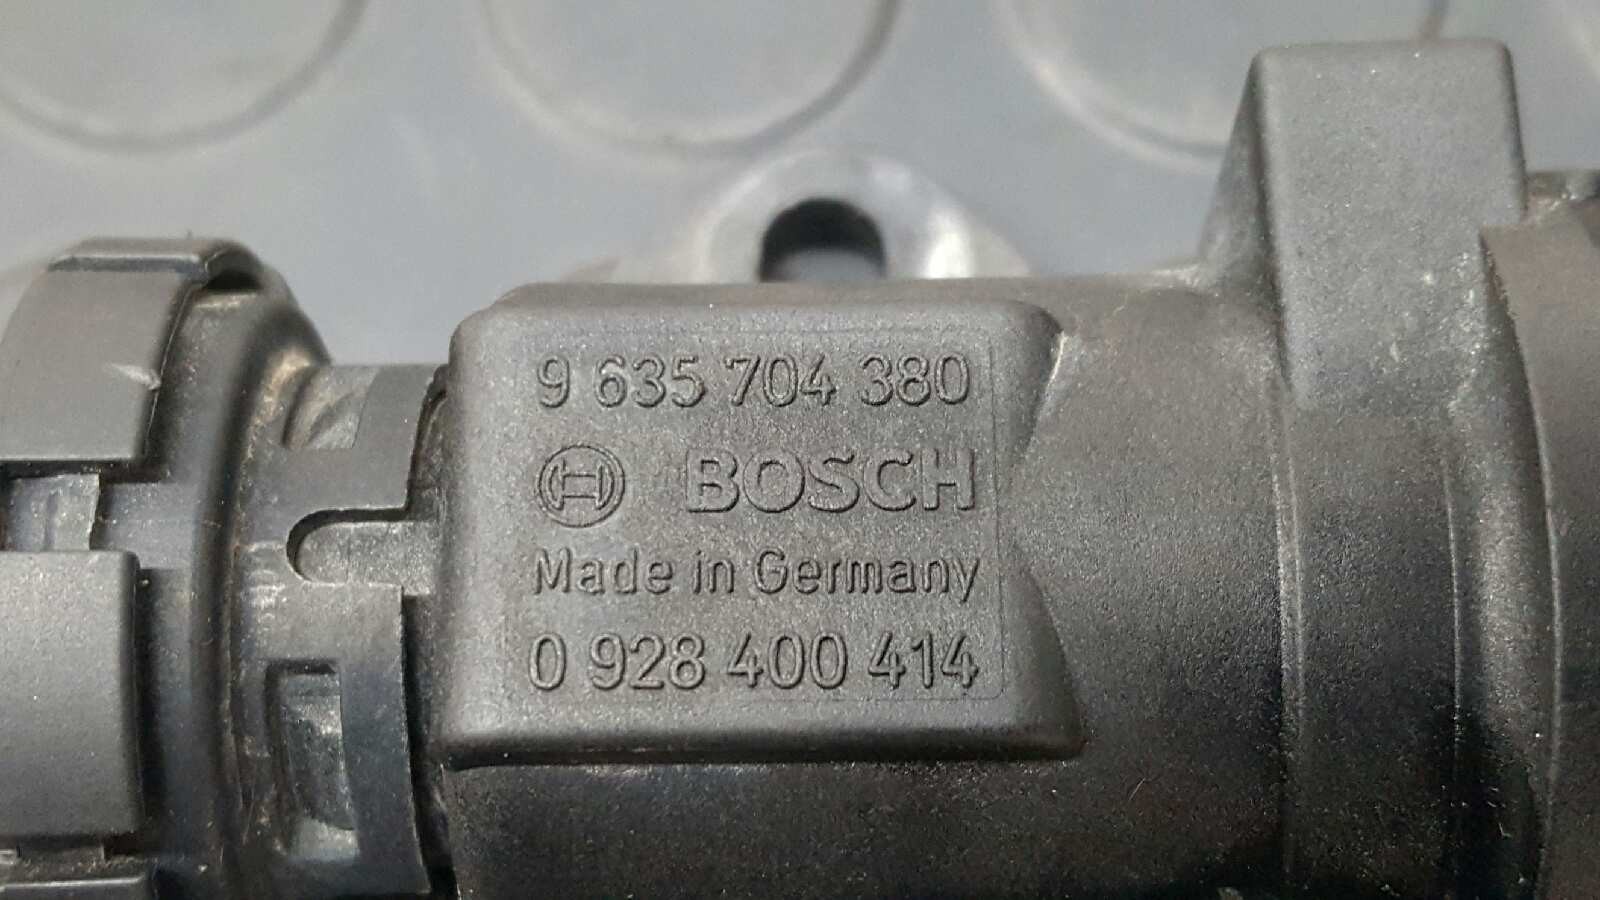 9 635 704 380
BOSCH
Made in Germany
0 928 400 414